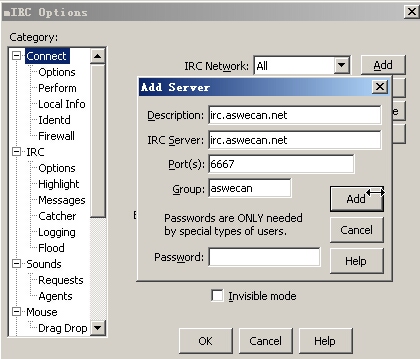 mIRC Options
Category:
Connect
Options
Perform
Local Info
Identd
Firewall
IRC
Options
Highlight
Messages
Catcher
Logging
Flood
Sounds
Requests
Agents
Mouse
Drag Drop
IRC Network: All Add
Add Server
Description: irc.aswecan.net
IRC Server: irc.aswecan.net
Port(s): 6667
Group: aswecan
Add
Passwords are ONLY needed
by special types of users.
Cancel
Password:
Help
Invisible mode
OK Cancel Help